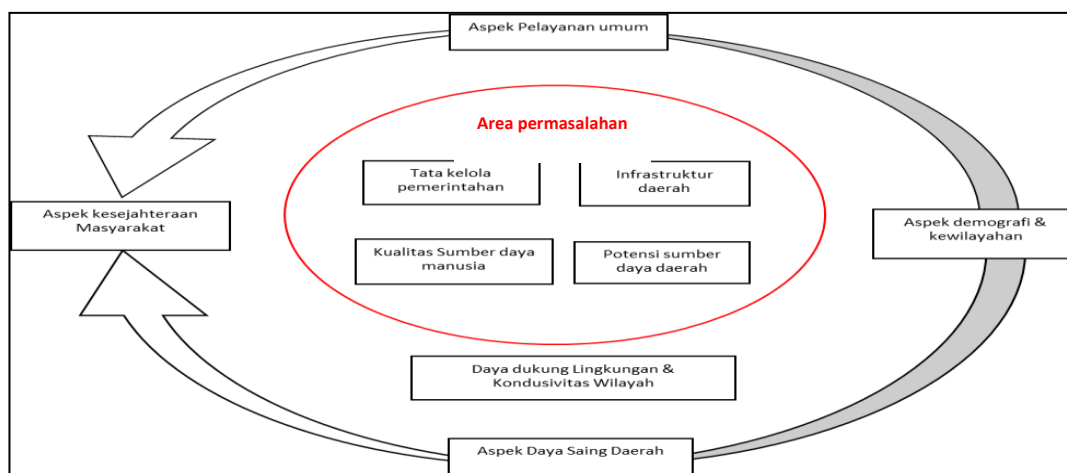 Aspek Pelayanan umum
Area permasalahan
Tata kelola
pemerintahan
Infrastruktur
daerah
Aspek kesejahteraan
Masyarakat
Aspek demografi &
kewilayahan
Kualitas Sumber daya
manusia
Potensi sumber
daya daerah
Daya dukung Lingkungan &
Kondusivitas Wilayah
Aspek Daya Saing Daerah